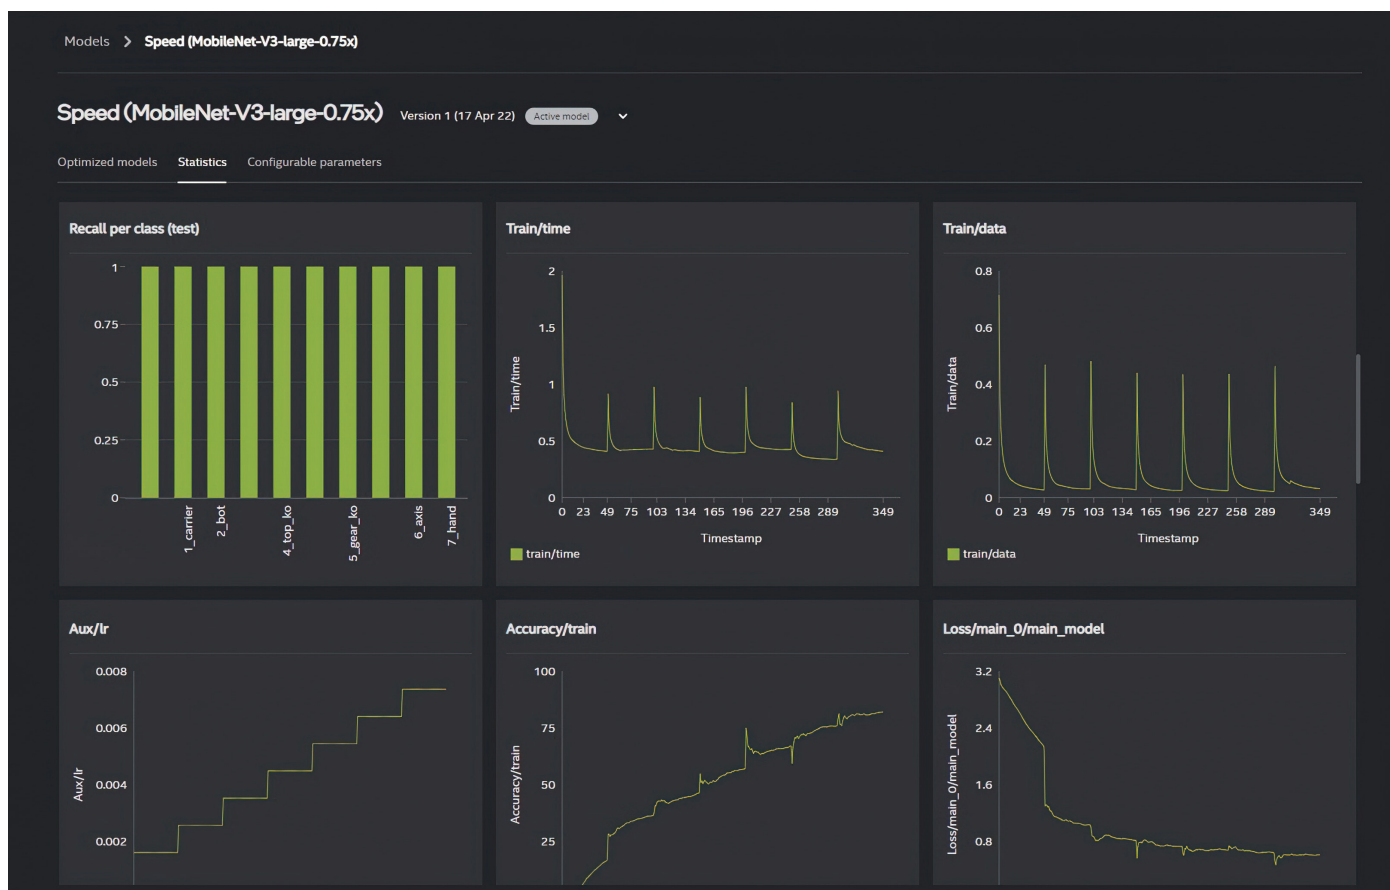 Models > Speed (MobileNet-V3-large-0.75x)
Speed (MobileNet-V3-large-0.75x) Version 1 (17 Apr 22) Active model
Optimized models Statistics Configurable parameters
Recall per class (test)
1
0.75
0.5
0.25
0
1_carrier
2_bot
4_top_ko
5_gear_ko
6_axis
7_hand
Train/time
Train/time
2
1.5
1
0.5
0
0 23 49 75 103 134 165 196 227 258 289 349
Timestamp
train/time
Train/data
Train/data
0.8
0.6
0.4
0.2
0
0 23 49 75 103 134 165 196 227 258 289 349
Timestamp
train/data
Aux/lr
Aux/lr
0.008
0.006
0.004
0.002
Accuracy/train
Accuracy/train
100
75
50
25
Loss/main_0/main_model
Loss/main_0/main_model
3.2
2.4
1.6
0.8